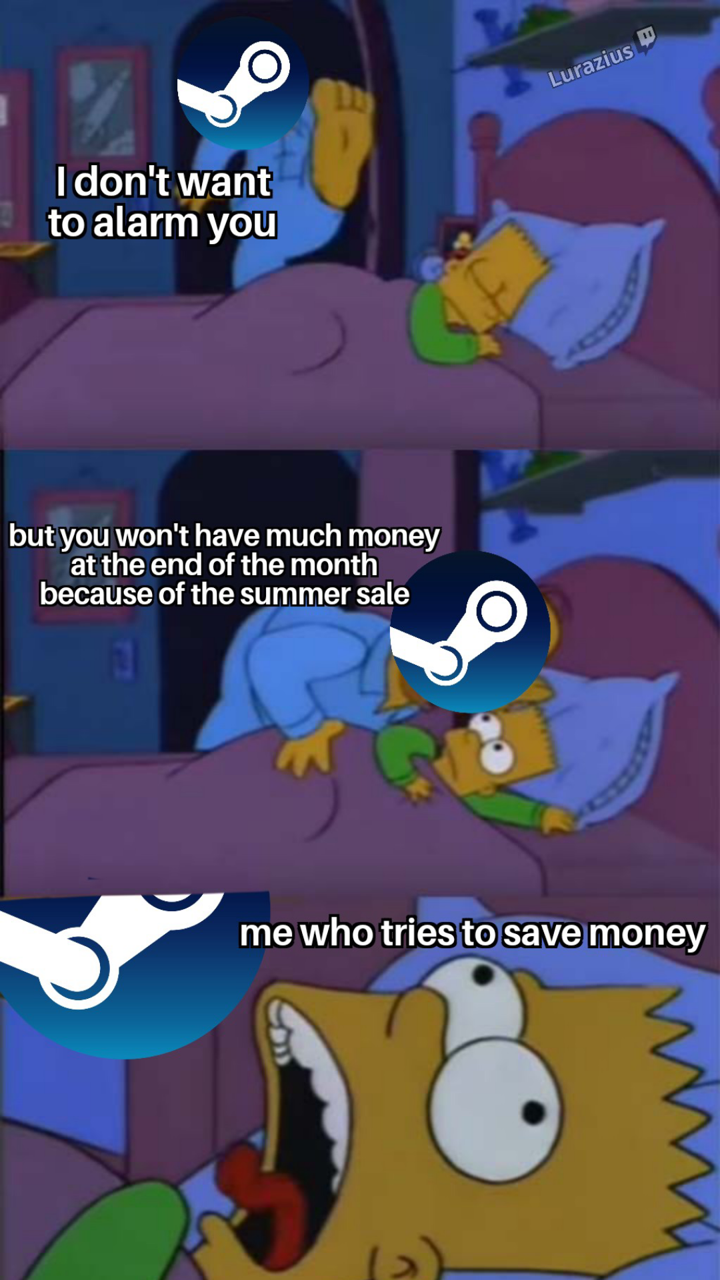 Lurazius
I don't want
to alarm you
but you won't have much money
at the end of the month
because of the summer sale
me who tries to save money